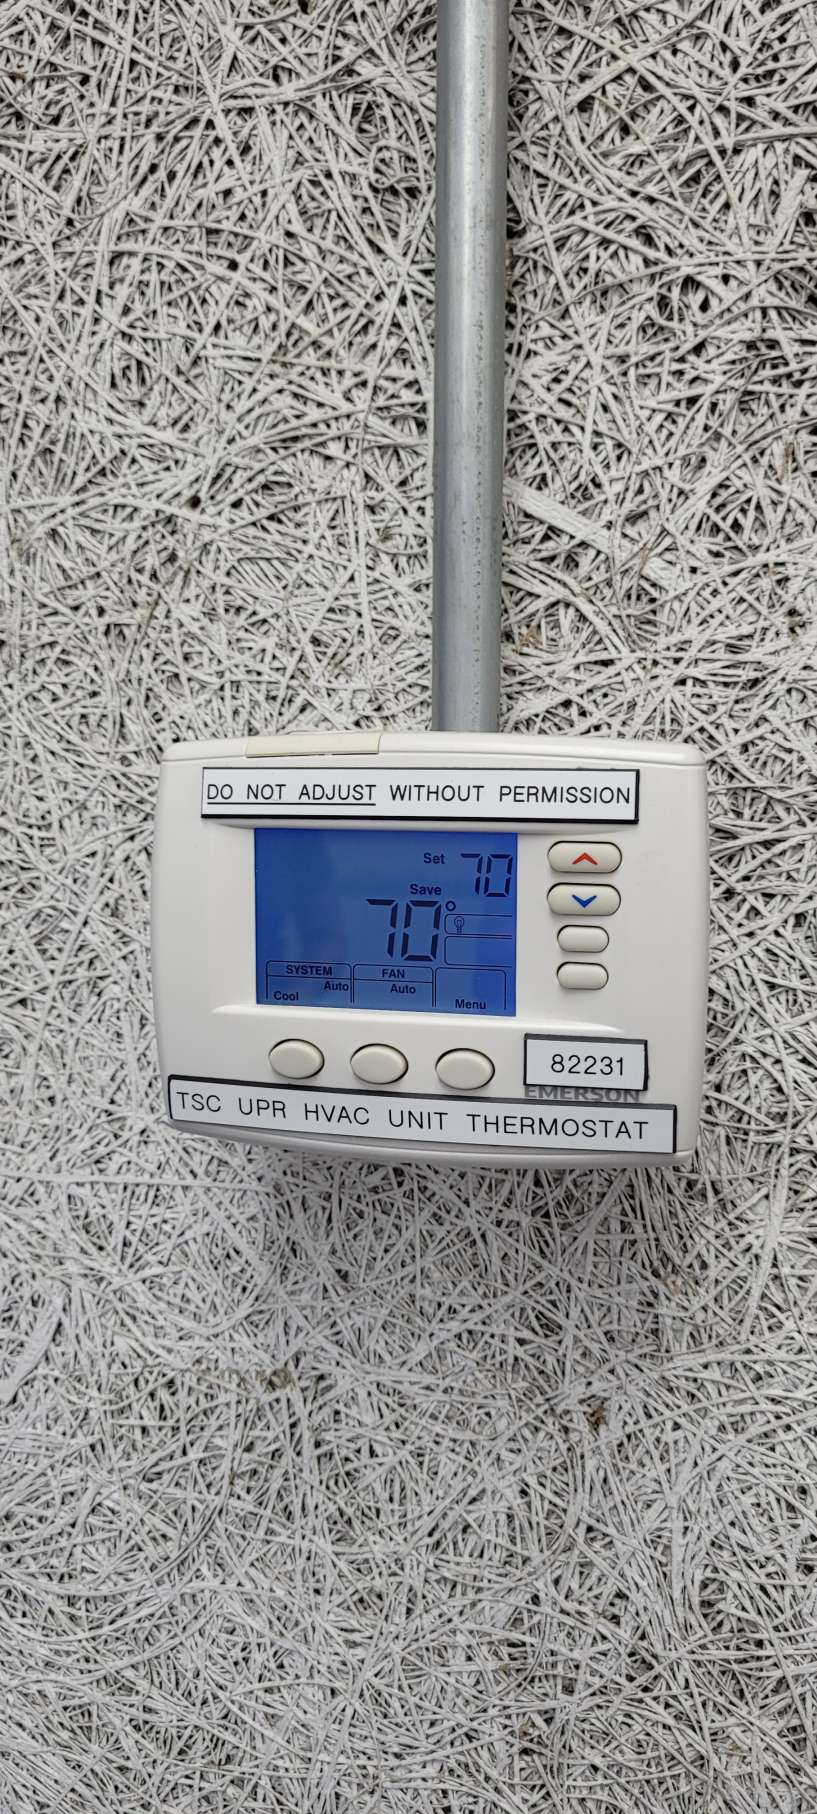 DO NOT ADJUST WITHOUT PERMISSION
Set 70
Save
70°
SYSTEM FAN
Auto Auto
Cool Menu
82231
EMERSON
TSC UPR HVAC UNIT THERMOSTAT